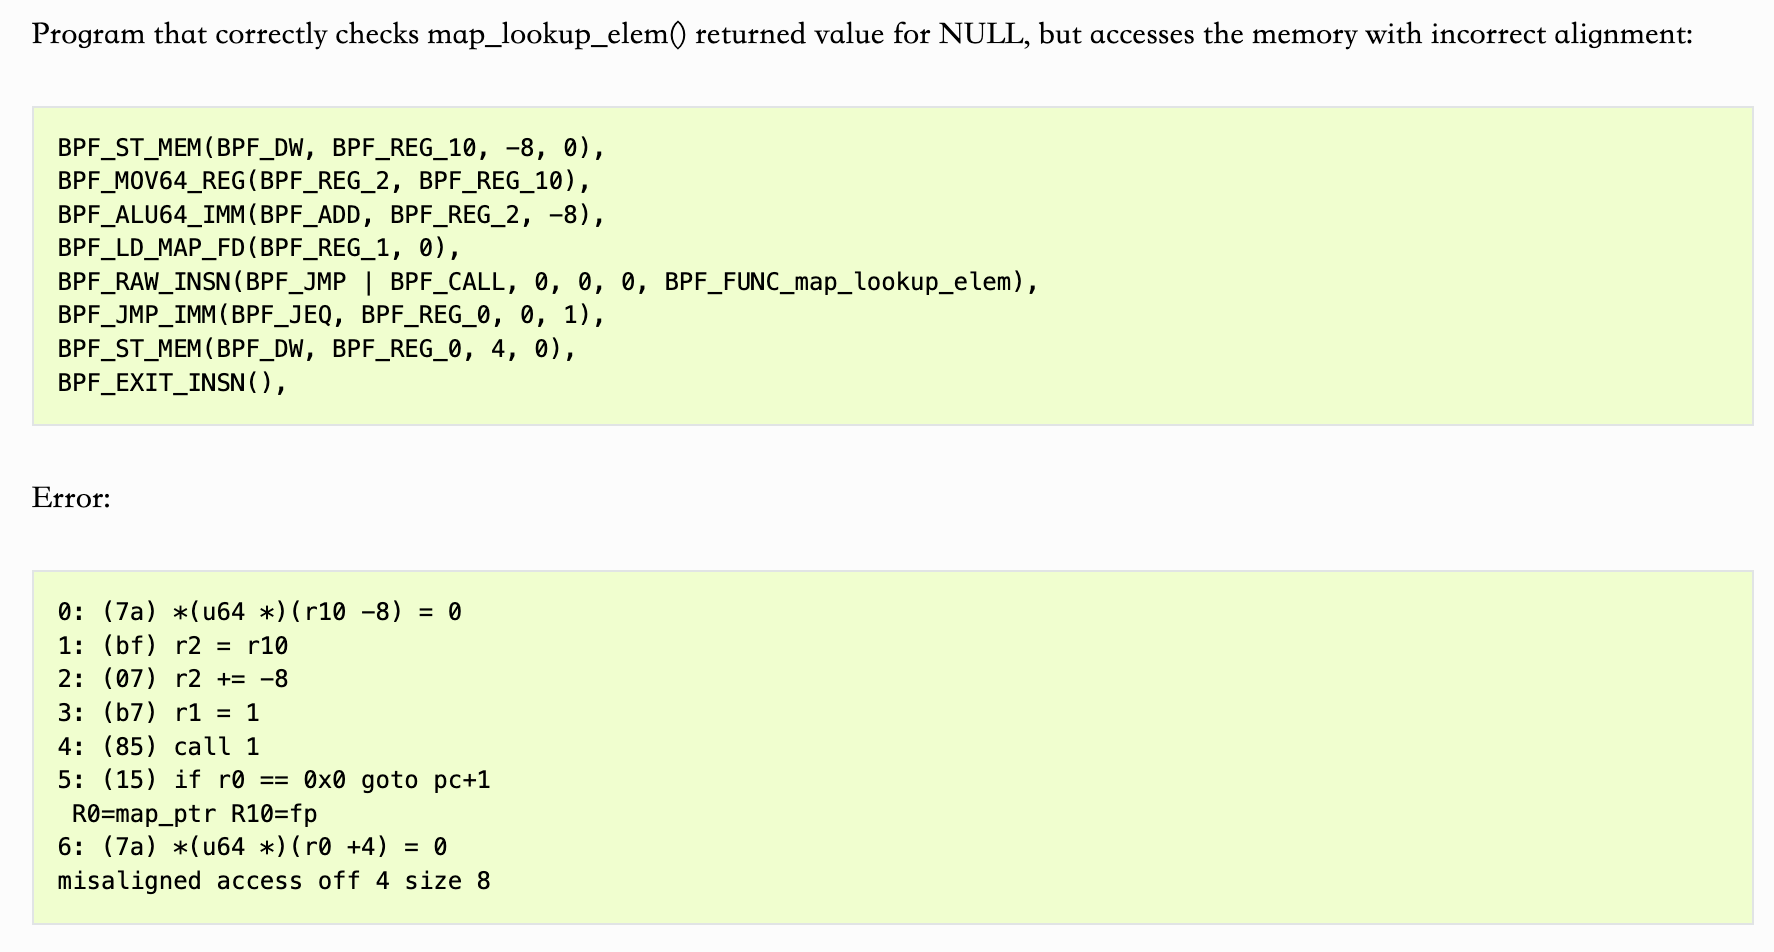 Program that correctly checks map_lookup_elem() returned value for NULL, but accesses the memory with incorrect alignment:
BPF_ST_MEM(BPF_DW, BPF_REG_10, -8, 0),
BPF_MOV64_REG(BPF_REG_2, BPF_REG_10),
BPF_ALU64_IMM(BPF_ADD, BPF_REG_2, -8),
BPF_LD_MAP_FD(BPF_REG_1, 0),
BPF_RAW_INSN(BPF_JMP | BPF_CALL, 0, 0, 0, BPF_FUNC_map_lookup_elem),
BPF_JMP_IMM(BPF_JEQ, BPF_REG_0, 0, 1),
BPF_ST_MEM(BPF_DW, BPF_REG_0, 4, 0),
BPF_EXIT_INSN(),
Error:
0: (7a) *(u64 *)(r10 -8) = 0
1: (bf) r2 = r10
2: (07) r2 += -8
3: (b7) r1 = 1
4: (85) call 1
5: (15) if r0 == 0x0 goto pc+1
 R0=map_ptr R10=fp
6: (7a) *(u64 *)(r0 +4) = 0
misaligned access off 4 size 8